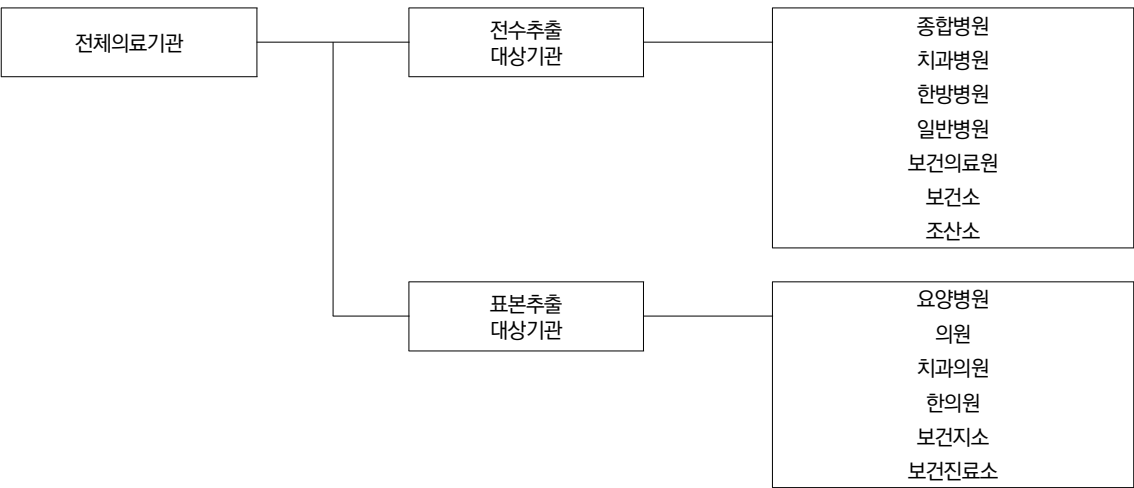 전체의료기관
전수추출
대상기관
종합병원
치과병원
한방병원
일반병원
보건의료원
보건소
조산소
표본추출
대상기관
요양병원
의원
치과의원
한의원
보건지소
보건진료소